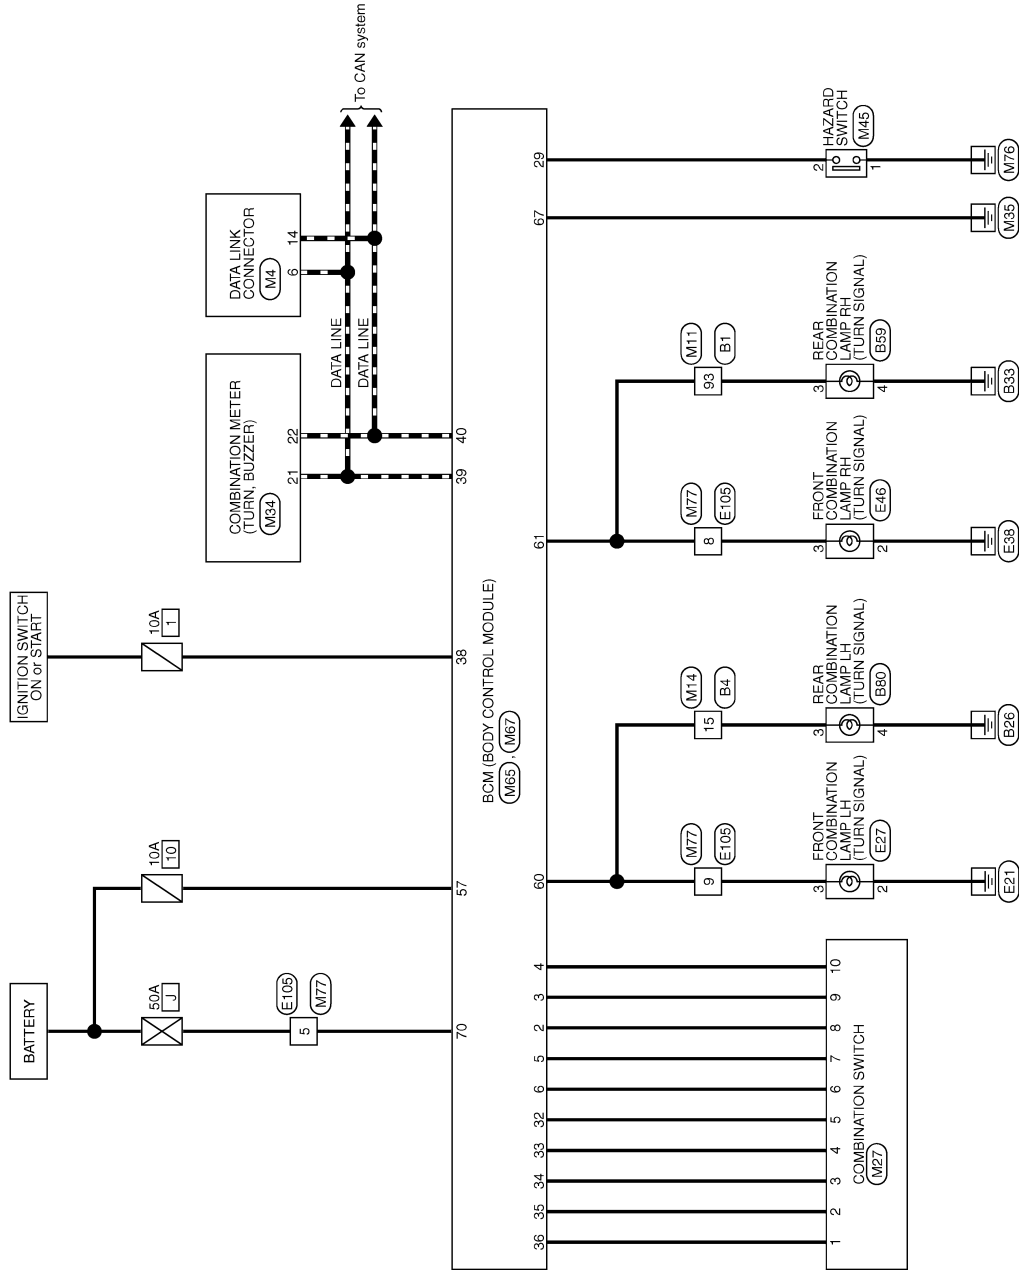 BATTERY
50A
J
10A
10
E105
M77
5
70
57
IGNITION SWITCH
ON or START
10A
1
38
COMBINATION METER
(TURN, BUZZER)
M34
21
22
DATA LINK
CONNECTOR
M4
6
14
DATA LINE
DATA LINE
To CAN system
39
40
BCM (BODY CONTROL MODULE)
M65 , M67
36
35
34
33
32
6
5
2
3
4
60
61
67
29
1
2
3
4
5
6
7
8
9
10
COMBINATION SWITCH
M27
M77
E105
9
FRONT
COMBINATION
LAMP LH
(TURN SIGNAL)
E27
3
2
E21
M14
B4
15
REAR
COMBINATION
LAMP LH
(TURN SIGNAL)
B80
3
4
B26
M77
E105
8
FRONT
COMBINATION
LAMP RH
(TURN SIGNAL)
E46
3
2
E38
M11
B1
93
REAR
COMBINATION
LAMP RH
(TURN SIGNAL)
B59
3
4
B33
M35
HAZARD
SWITCH
M45
2
1
M76